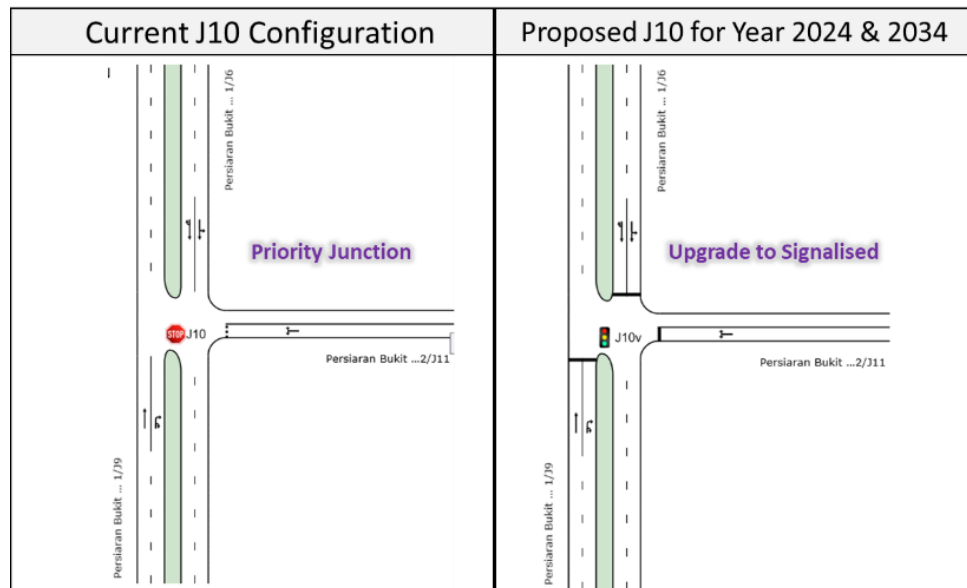 Current J10 Configuration
Persiaran Bukit ... 1/J6
Priority Junction
STOP
J10
Persiaran Bukit ...2/J11
Persiaran Bukit ... 1/J9
Proposed J10 for Year 2024 & 2034
Persiaran Bukit ... 1/J6
Upgrade to Signalised
J10v
Persiaran Bukit ...2/J11
Persiaran Bukit ... 1/J9